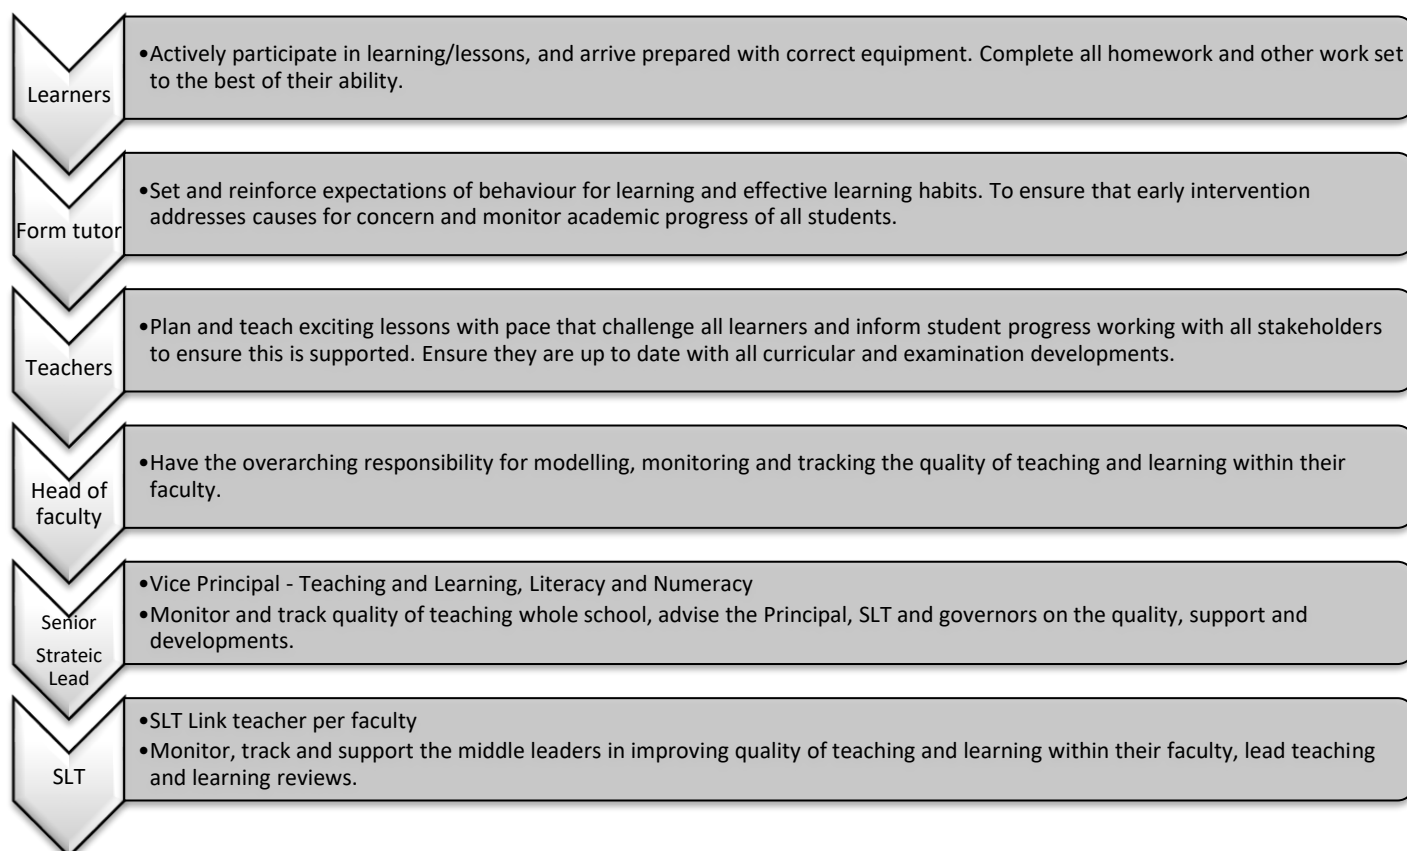 Learners
•Actively participate in learning/lessons, and arrive prepared with correct equipment. Complete all homework and other work set
to the best of their ability.
Form tutor
•Set and reinforce expectations of behaviour for learning and effective learning habits. To ensure that early intervention
addresses causes for concern and monitor academic progress of all students.
Teachers
•Plan and teach exciting lessons with pace that challenge all learners and inform student progress working with all stakeholders
to ensure this is supported. Ensure they are up to date with all curricular and examination developments.
Head of
faculty
•Have the overarching responsibility for modelling, monitoring and tracking the quality of teaching and learning within their
faculty.
Senior
Strateic
Lead
•Vice Principal - Teaching and Learning, Literacy and Numeracy
•Monitor and track quality of teaching whole school, advise the Principal, SLT and governors on the quality, support and
developments.
SLT
•SLT Link teacher per faculty
•Monitor, track and support the middle leaders in improving quality of teaching and learning within their faculty, lead teaching
and learning reviews.